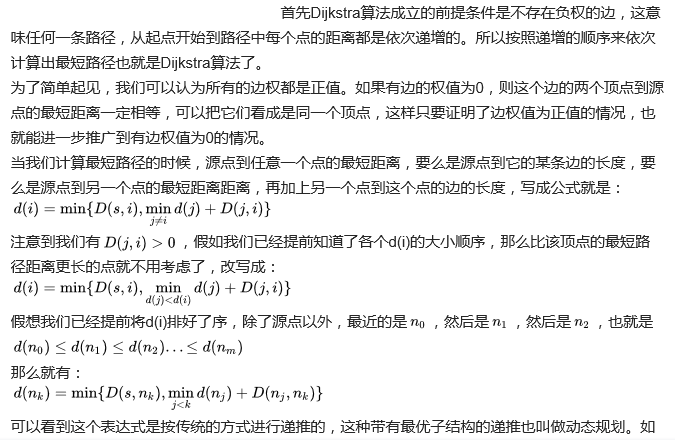 首先Dijkstra算法成立的前提条件是不存在负权的边，这意
味任何一条路径，从起点开始到路径中每个点的距离都是依次递增的。所以按照递增的顺序来依次
计算出最短路径也就是Dijkstra算法了。
为了简单起见，我们可以认为所有的边权都是正值。如果有边的权值为0，则这个边的两个顶点到源
点的最短距离一定相等，可以把它们看成是同一个顶点，这样只要证明了边权值为正值的情况，也
就能进一步推广到有边权值为0的情况。
当我们计算最短路径的时候，源点到任意一个点的最短距离，要么是源点到它的某条边的长度，要
么是源点到另一个点的最短距离距离，再加上另一个点到这个点的边的长度，写成公式就是：
d(i) = min{D(s, i), min_{j≠i} d(j) + D(j, i)}
注意到我们有 D(j, i) > 0 ，假如我们已经提前知道了各个d(i)的大小顺序，那么比该顶点的最短路
径距离更长的点就不用考虑了，改写成：
d(i) = min{D(s, i), min_{d(j)<d(i)} d(j) + D(j, i)}
假想我们已经提前将d(i)排好了序，除了源点以外，最近的是 n_0 ，然后是 n_1 ，然后是 n_2 ，也就是
d(n_0) ≤ d(n_1) ≤ d(n_2)... ≤ d(n_m)
那么就有：
d(n_k) = min{D(s, n_k), min_{j<k} d(n_j) + D(n_j, n_k)}
可以看到这个表达式是按传统的方式进行递推的，这种带有最优子结构的递推也叫做动态规划。如